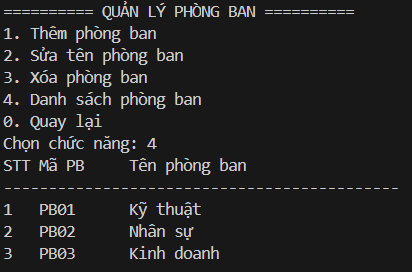 ========== QUẢN LÝ PHÒNG BAN ==========
1. Thêm phòng ban
2. Sửa tên phòng ban
3. Xóa phòng ban
4. Danh sách phòng ban
0. Quay lại
Chọn chức năng: 4
STT Mã PB     Tên phòng ban
--------------------------------------------
1   PB01      Kỹ thuật
2   PB02      Nhân sự
3   PB03      Kinh doanh